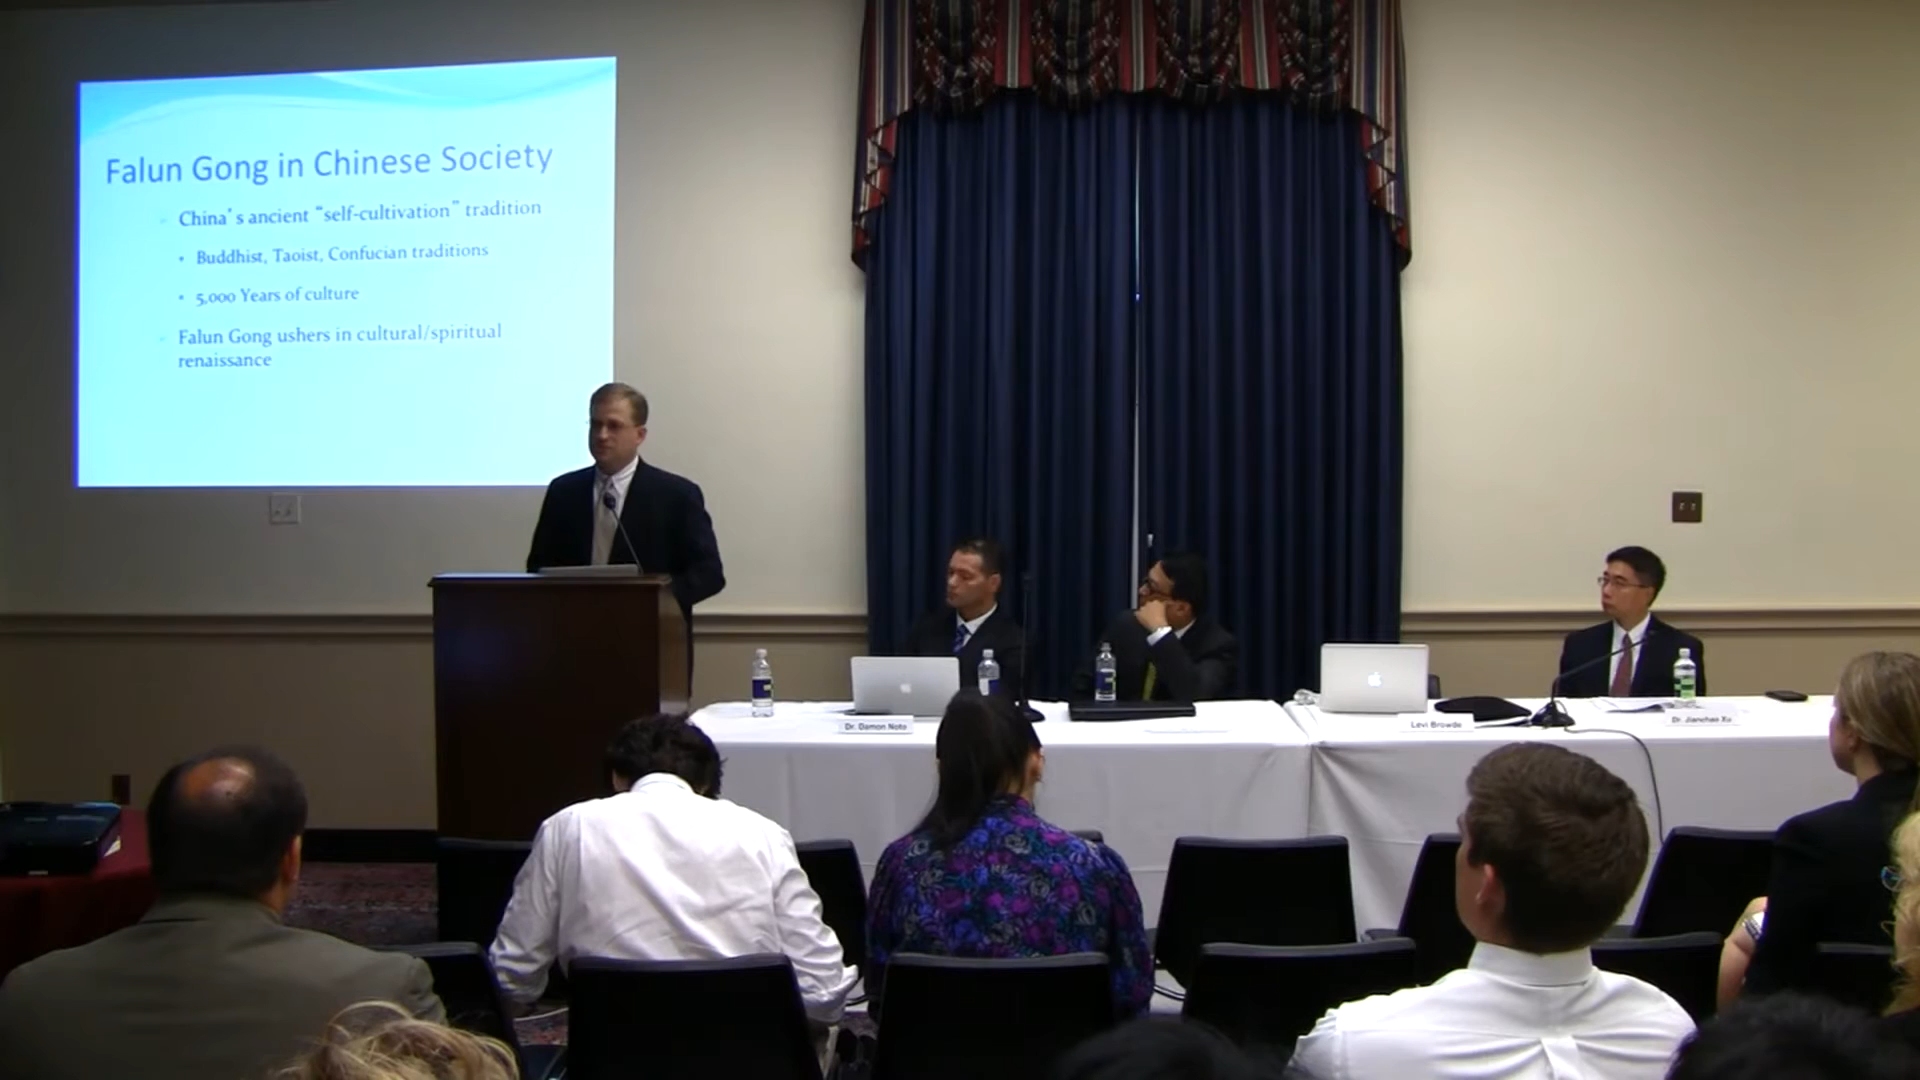 Falun Gong in Chinese Society
China's ancient “self-cultivation” tradition
• Buddhist, Taoist, Confucian traditions
• 5,000 Years of culture
Falun Gong ushers in cultural/spiritual
renaissance
Dr. Damon Noto
Levi Browde
Dr. Jianchao Xu